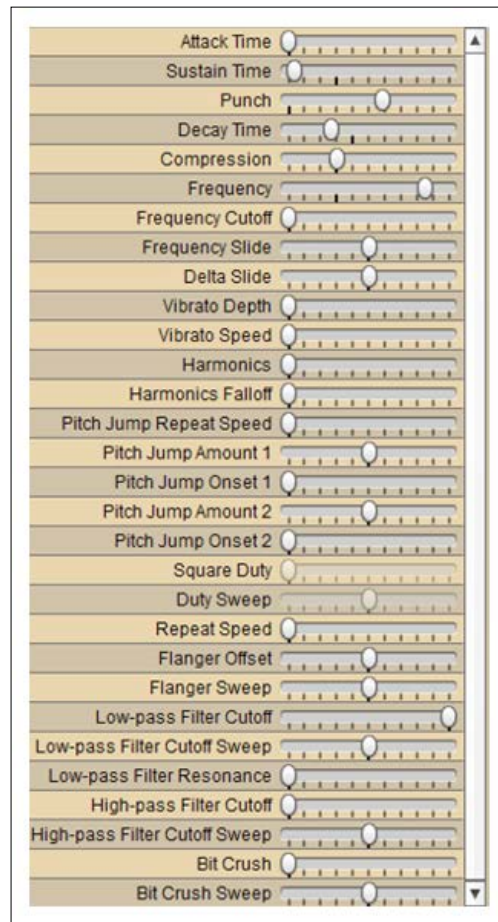 Attack Time
Sustain Time
Punch
Decay Time
Compression
Frequency
Frequency Cutoff
Frequency Slide
Delta Slide
Vibrato Depth
Vibrato Speed
Harmonics
Harmonics Falloff
Pitch Jump Repeat Speed
Pitch Jump Amount 1
Pitch Jump Onset 1
Pitch Jump Amount 2
Pitch Jump Onset 2
Square Duty
Duty Sweep
Repeat Speed
Flanger Offset
Flanger Sweep
Low-pass Filter Cutoff
Low-pass Filter Cutoff Sweep
Low-pass Filter Resonance
High-pass Filter Cutoff
High-pass Filter Cutoff Sweep
Bit Crush
Bit Crush Sweep